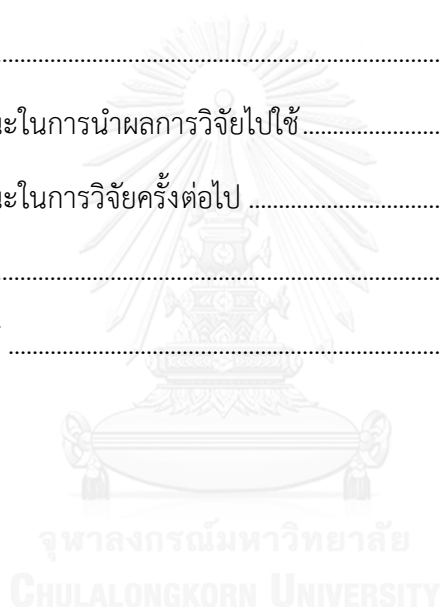 ......................................................................
นะในการนำผลการวิจัยไปใช้......................
นะในการวิจัยครั้งต่อไป ................................
......................................................................
......................................................................
จุฬาลงกรณ์มหาวิทยาลัย
CHULALONGKORN UNIVERSITY